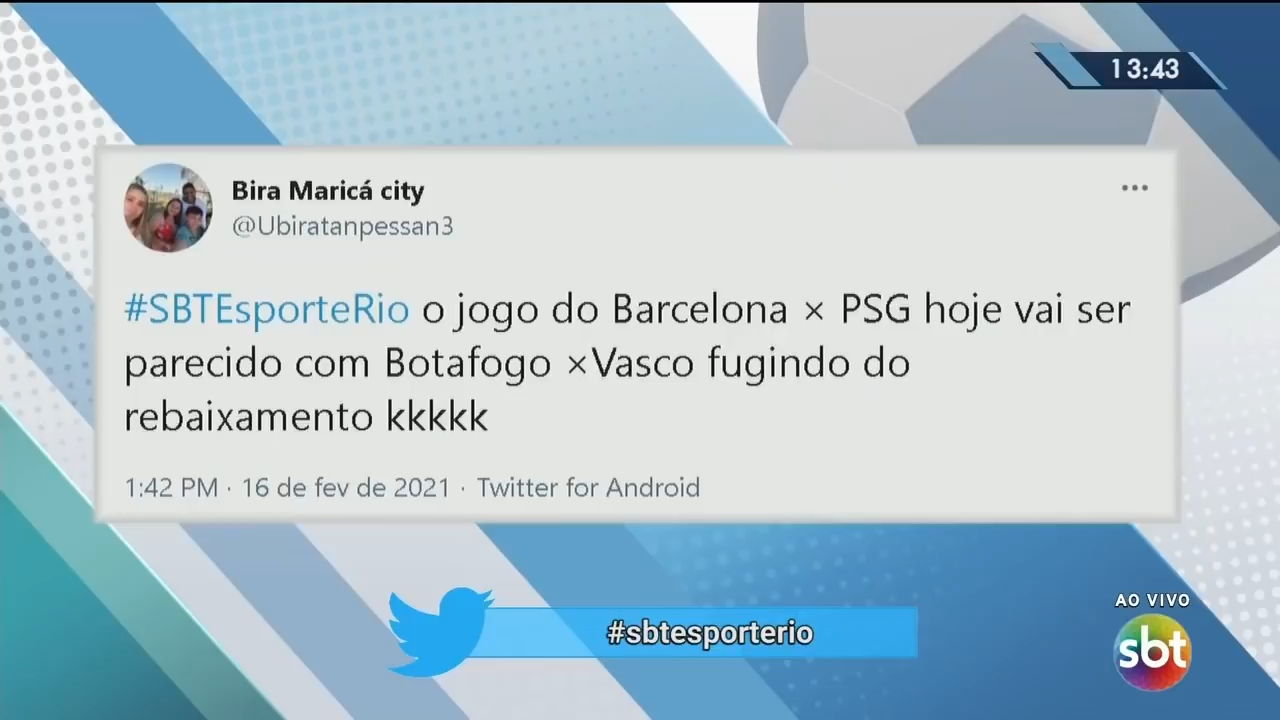 13:43
Bira Maricá city
@Ubiratanpessan3
#SBTEsporteRio o jogo do Barcelona × PSG hoje vai ser
parecido com Botafogo ×Vasco fugindo do
rebaixamento kkkkk
1:42 PM · 16 de fev de 2021 · Twitter for Android
#sbtesporterio
AO VIVO
sbt